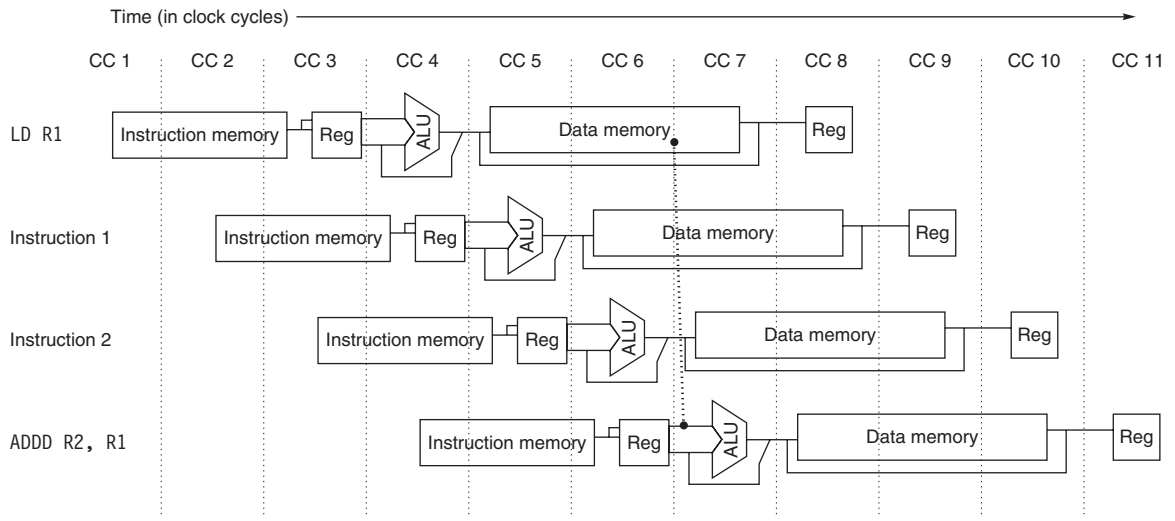 Time (in clock cycles)
CC 1 CC 2 CC 3 CC 4 CC 5 CC 6 CC 7 CC 8 CC 9 CC 10 CC 11
LD R1 Instruction memory Reg ALU Data memory Reg
Instruction 1 Instruction memory Reg ALU Data memory Reg
Instruction 2 Instruction memory Reg ALU Data memory Reg
ADDD R2, R1 Instruction memory Reg ALU Data memory Reg